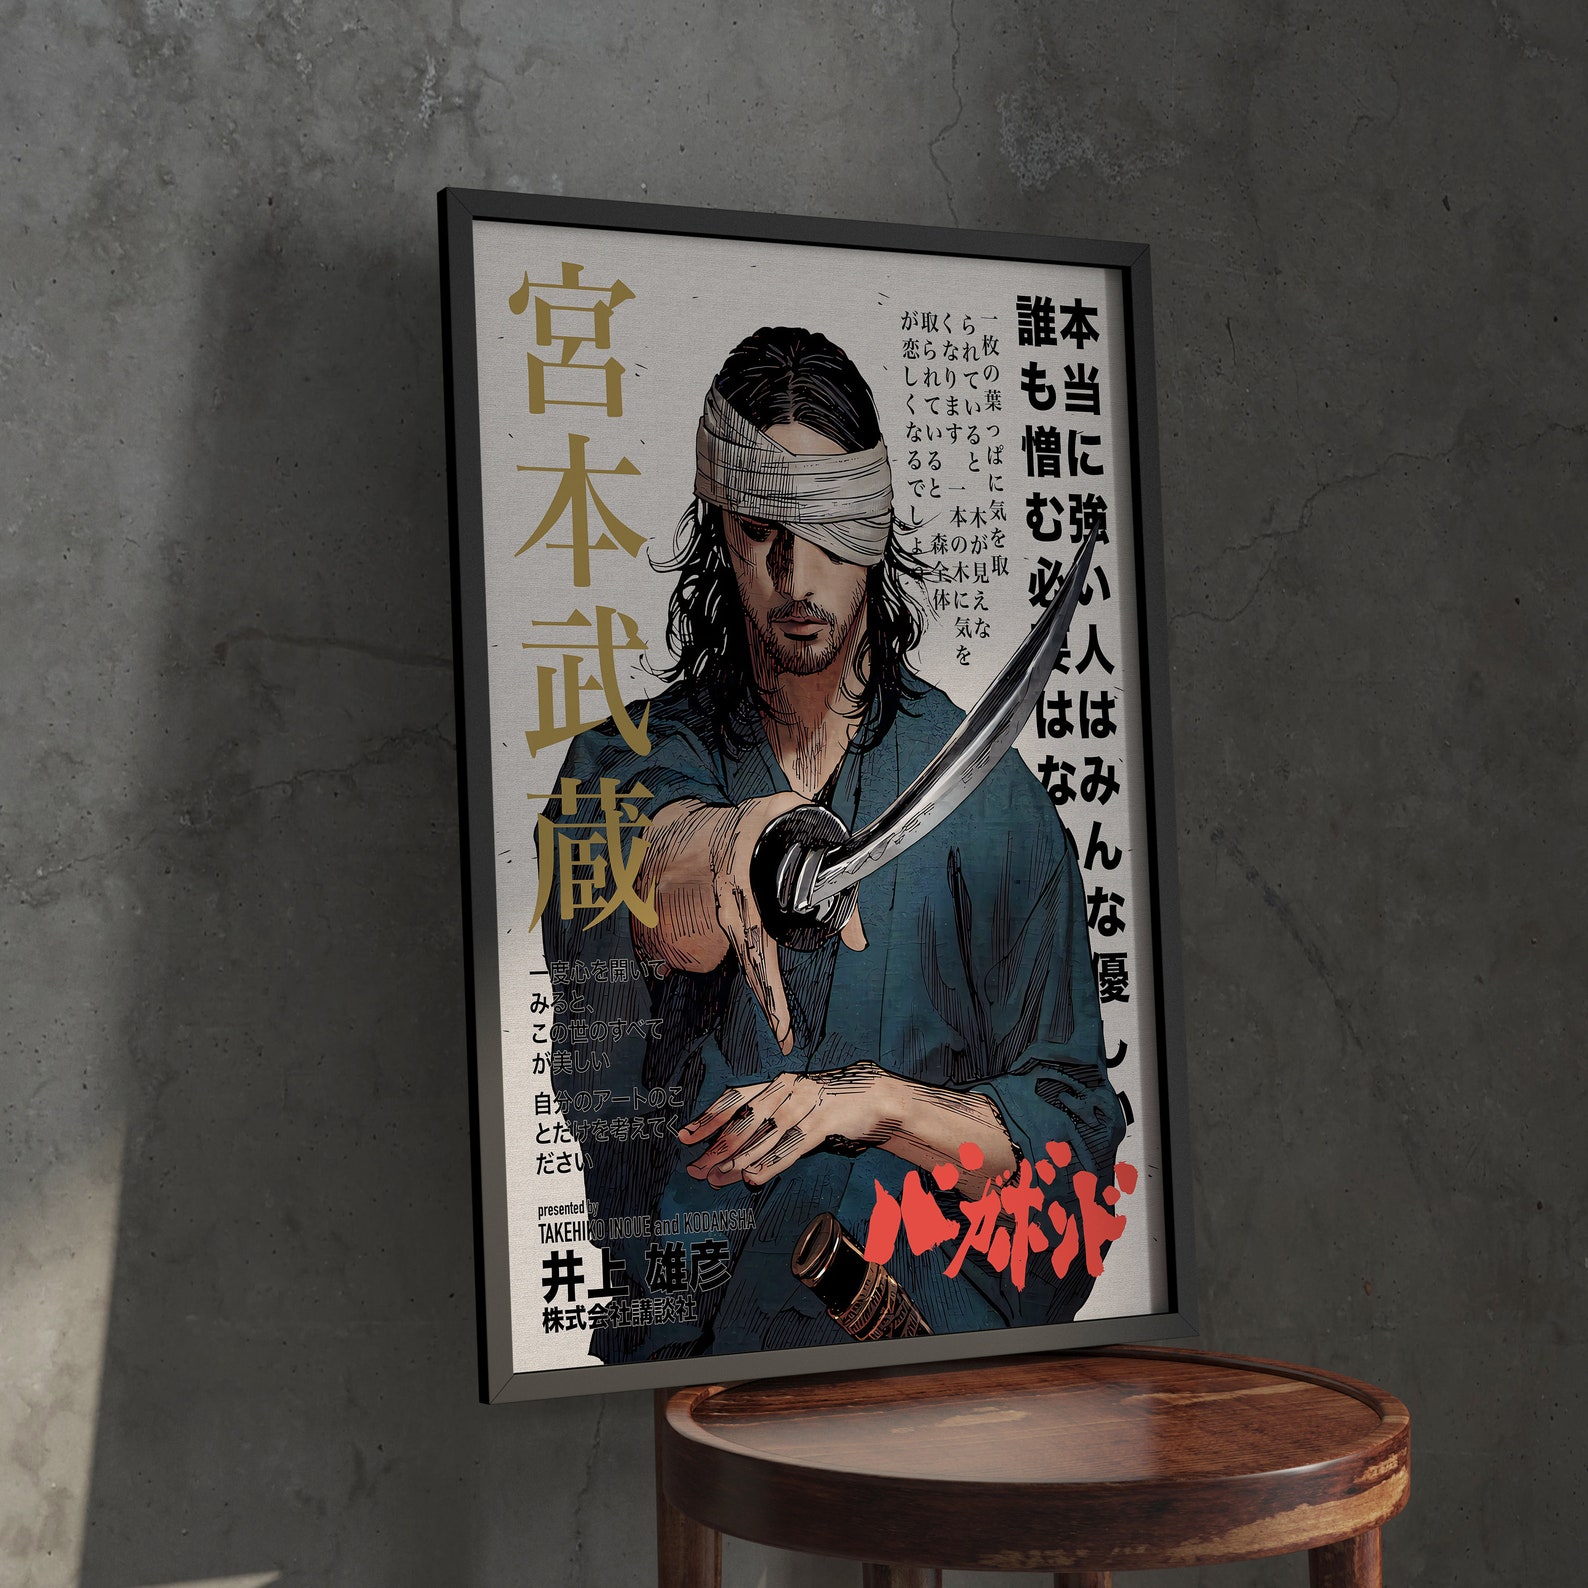 宮本武蔵
本当に強い人はみんな優しい
誰も憎む必要はない
一枚の葉っぱに気を取
られていると 木が見えな
くなります 一本の木に気を
取られていると 森全体
が恋しくなるでしょう
一度心を開いて
みると、
この世のすべて
が美しい
自分のアートのこ
とだけを考えてく
ださい
presented by
TAKEHIKO INOUE and KODANSHA
井上 雄彦
株式会社講談社
バガボンド